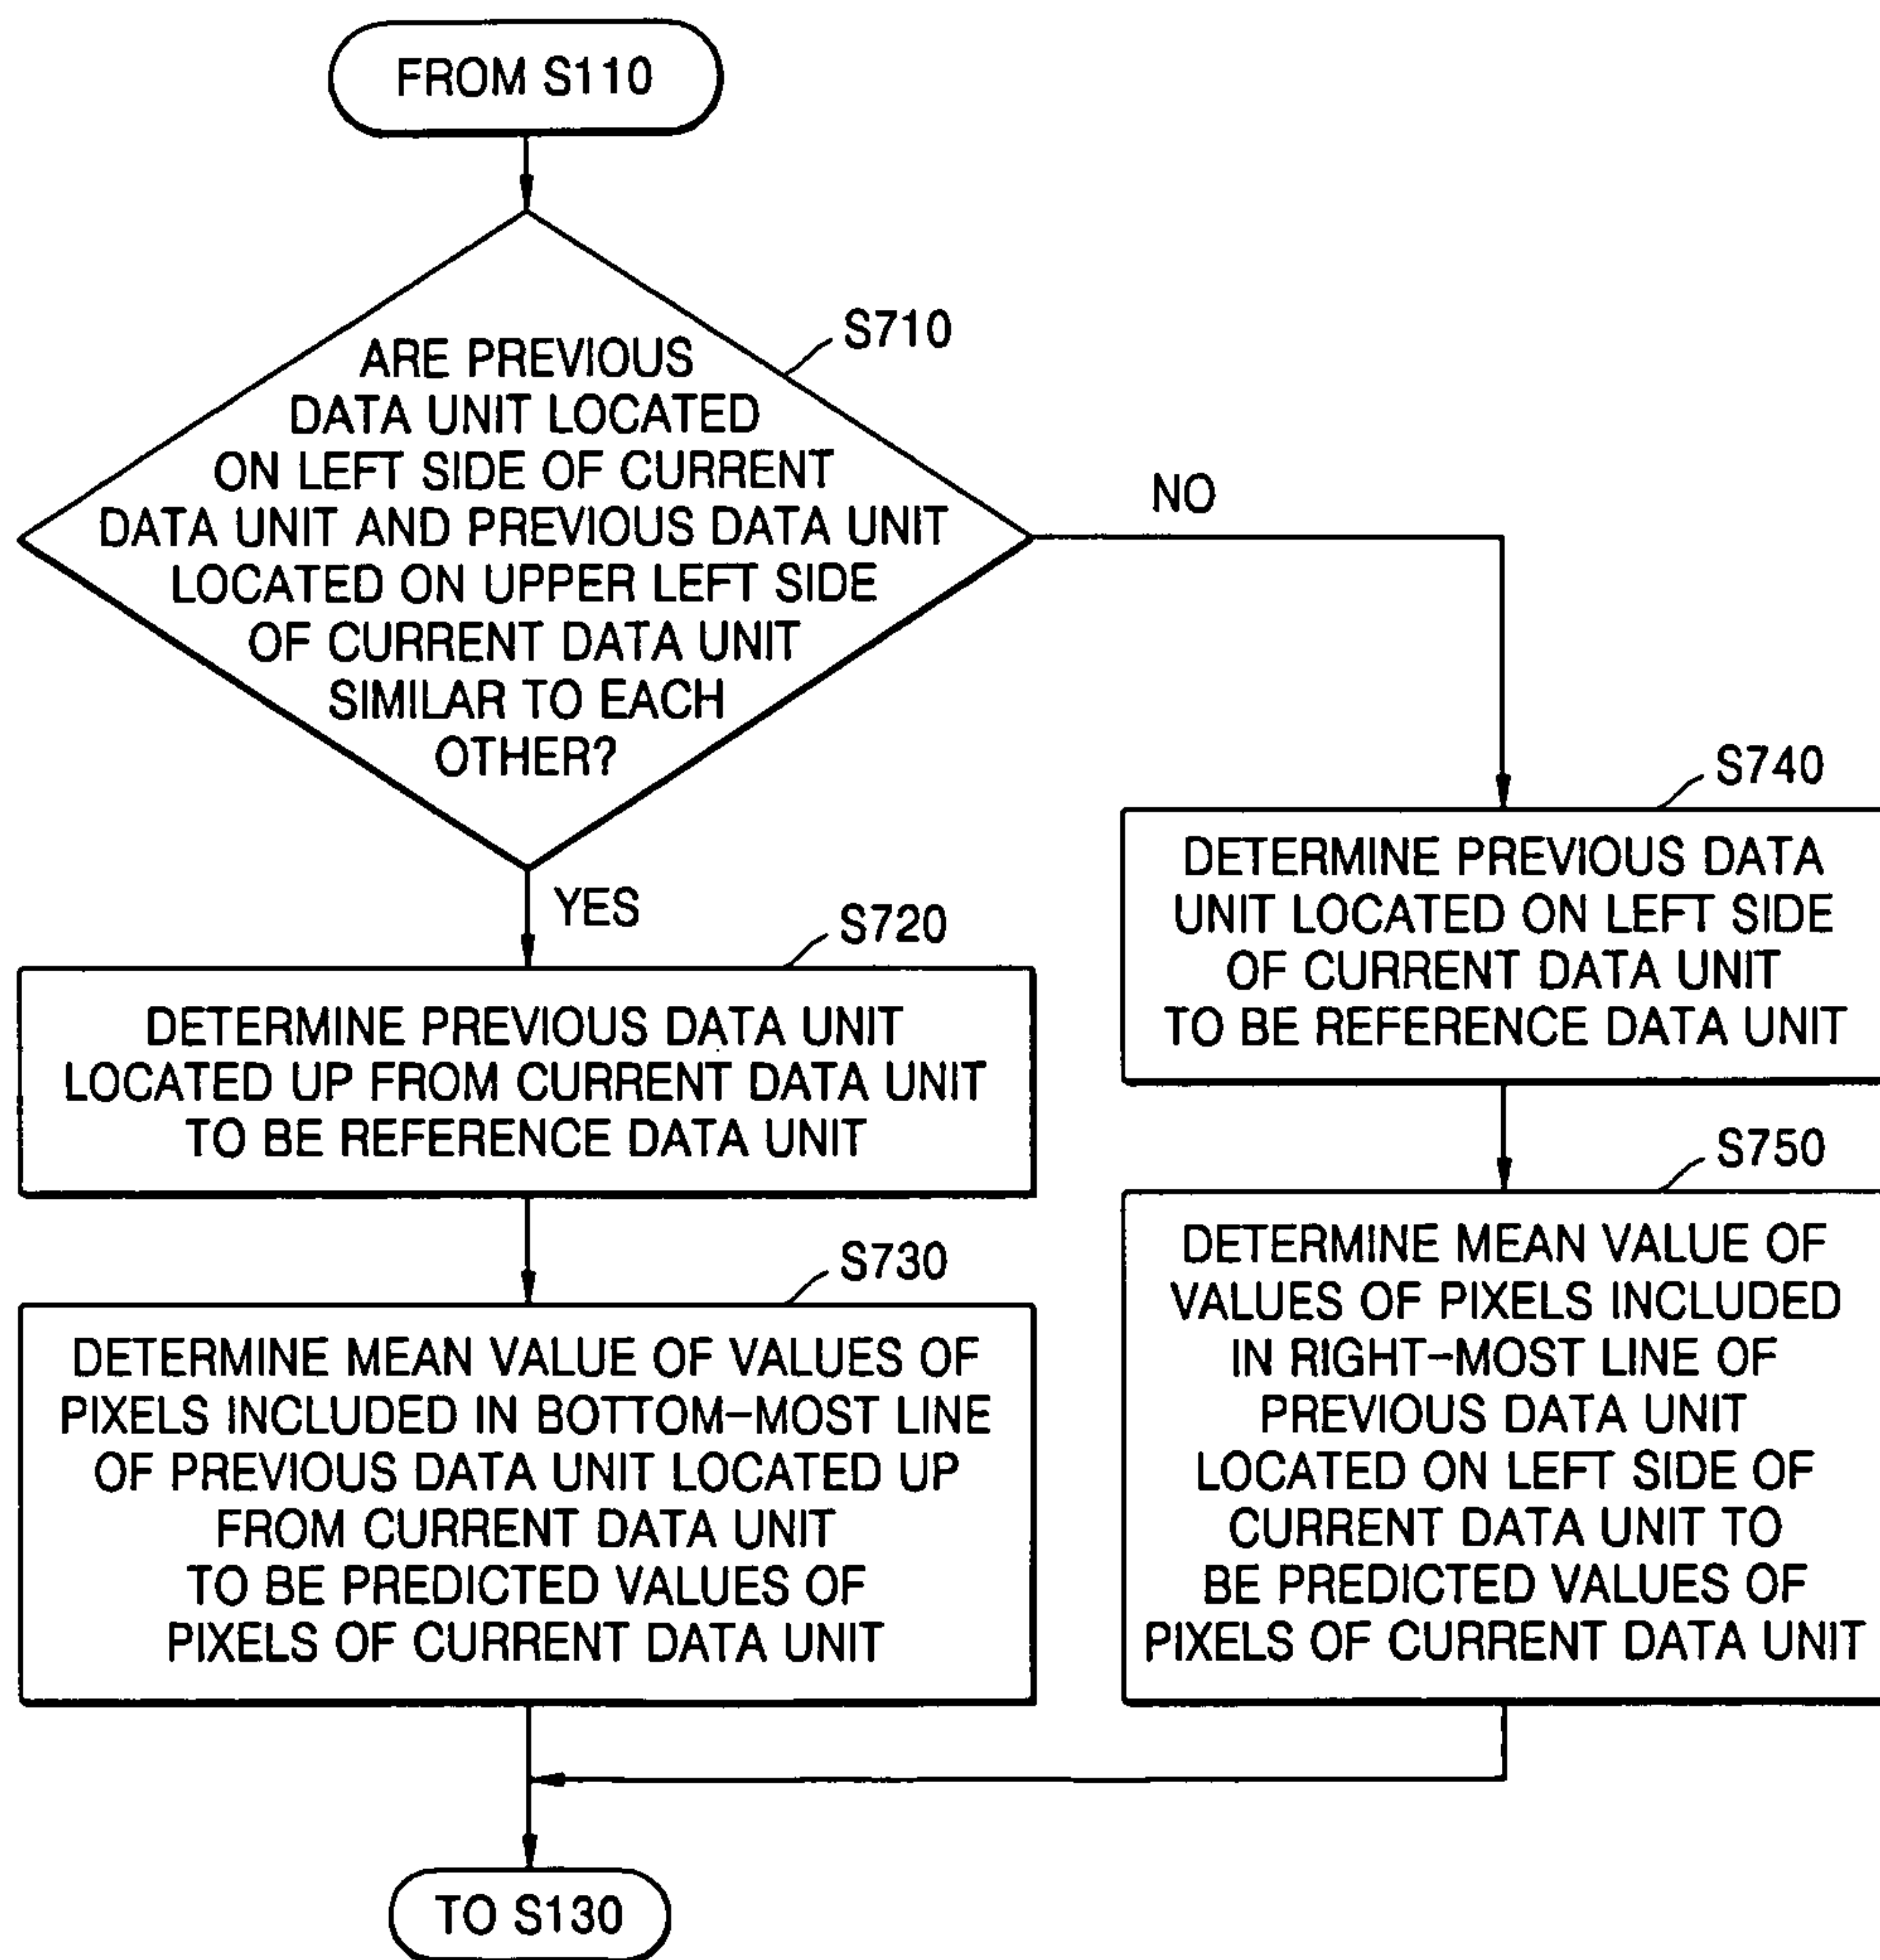 FROM S110
S710
ARE PREVIOUS
DATA UNIT LOCATED
ON LEFT SIDE OF CURRENT
DATA UNIT AND PREVIOUS DATA UNIT
LOCATED ON UPPER LEFT SIDE
OF CURRENT DATA UNIT
SIMILAR TO EACH
OTHER?
NO
YES
S720
DETERMINE PREVIOUS DATA UNIT
LOCATED UP FROM CURRENT DATA UNIT
TO BE REFERENCE DATA UNIT
S730
DETERMINE MEAN VALUE OF VALUES OF
PIXELS INCLUDED IN BOTTOM-MOST LINE
OF PREVIOUS DATA UNIT LOCATED UP
FROM CURRENT DATA UNIT
TO BE PREDICTED VALUES OF
PIXELS OF CURRENT DATA UNIT
S740
DETERMINE PREVIOUS DATA
UNIT LOCATED ON LEFT SIDE
OF CURRENT DATA UNIT
TO BE REFERENCE DATA UNIT
S750
DETERMINE MEAN VALUE OF
VALUES OF PIXELS INCLUDED
IN RIGHT-MOST LINE OF
PREVIOUS DATA UNIT
LOCATED ON LEFT SIDE OF
CURRENT DATA UNIT TO
BE PREDICTED VALUES OF
PIXELS OF CURRENT DATA UNIT
TO S130